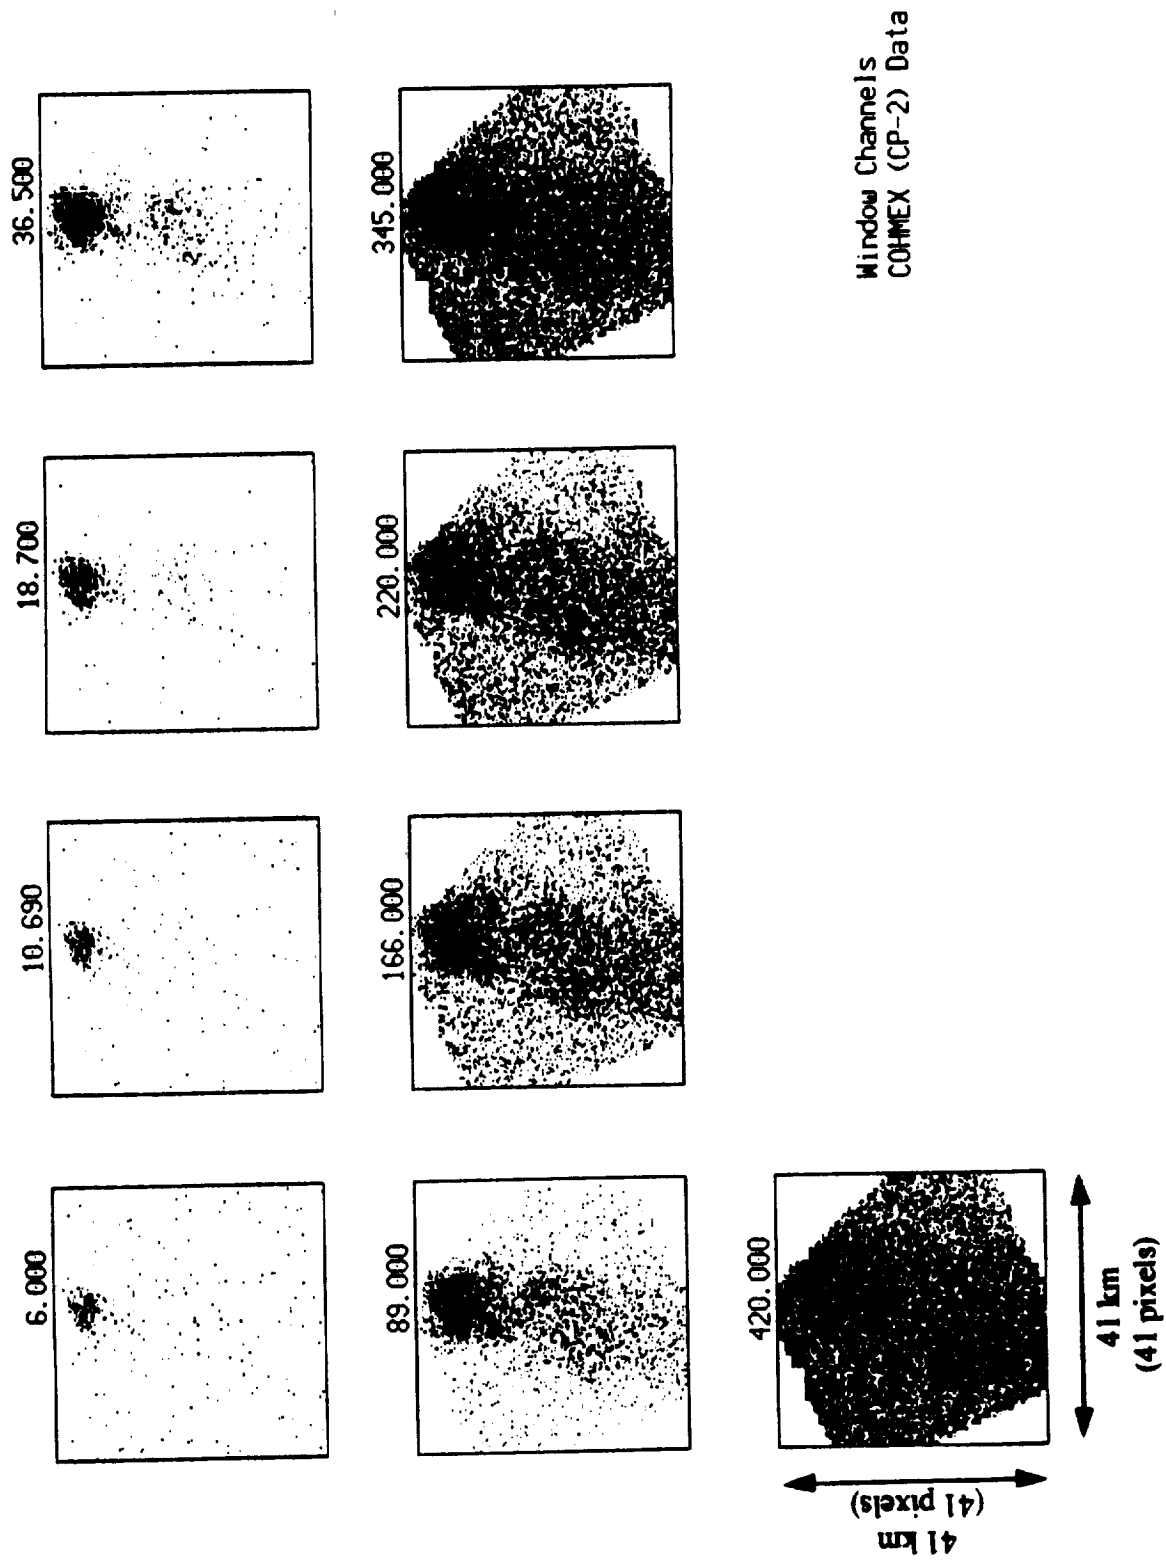 6.000
10.690
18.700
36.500
89.000
166.000
220.000
345.000
420.000
41 km
(41 pixels)
41 km
(41 pixels)
Window Channels
COHMEX (CP-2) Data